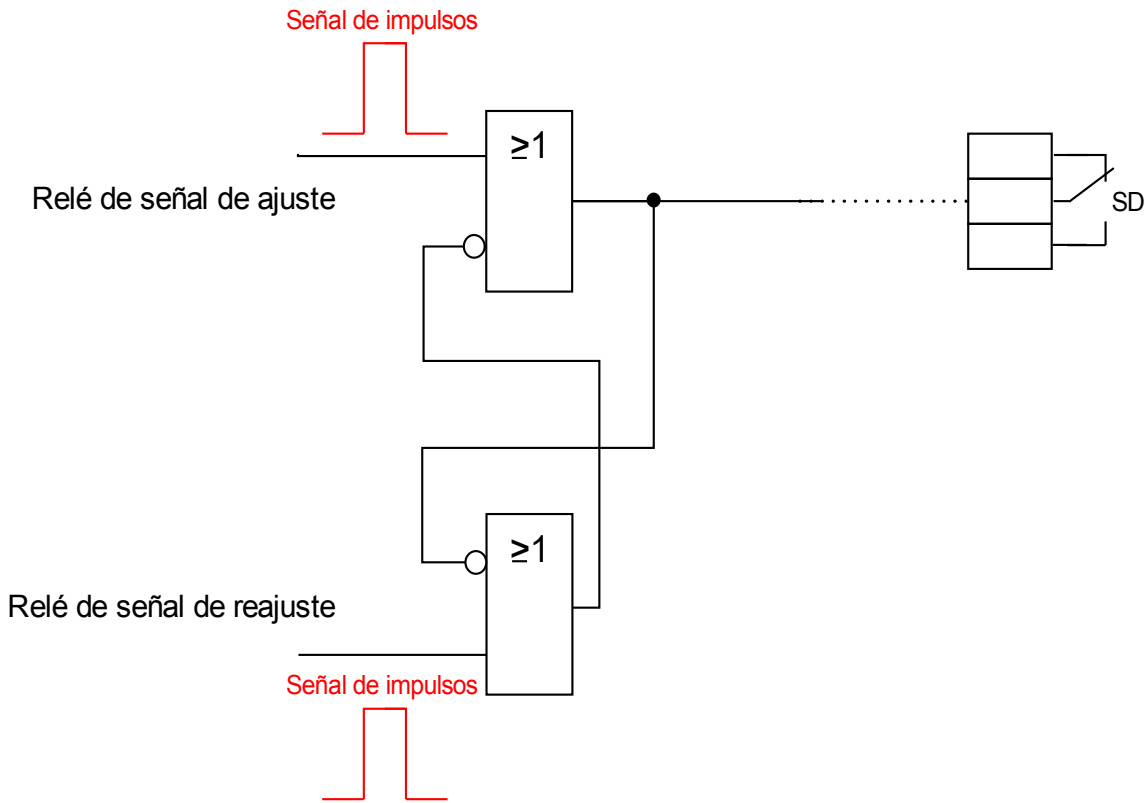 Señal de impulsos
≥1
Relé de señal de ajuste
SD
≥1
Relé de señal de reajuste
Señal de impulsos